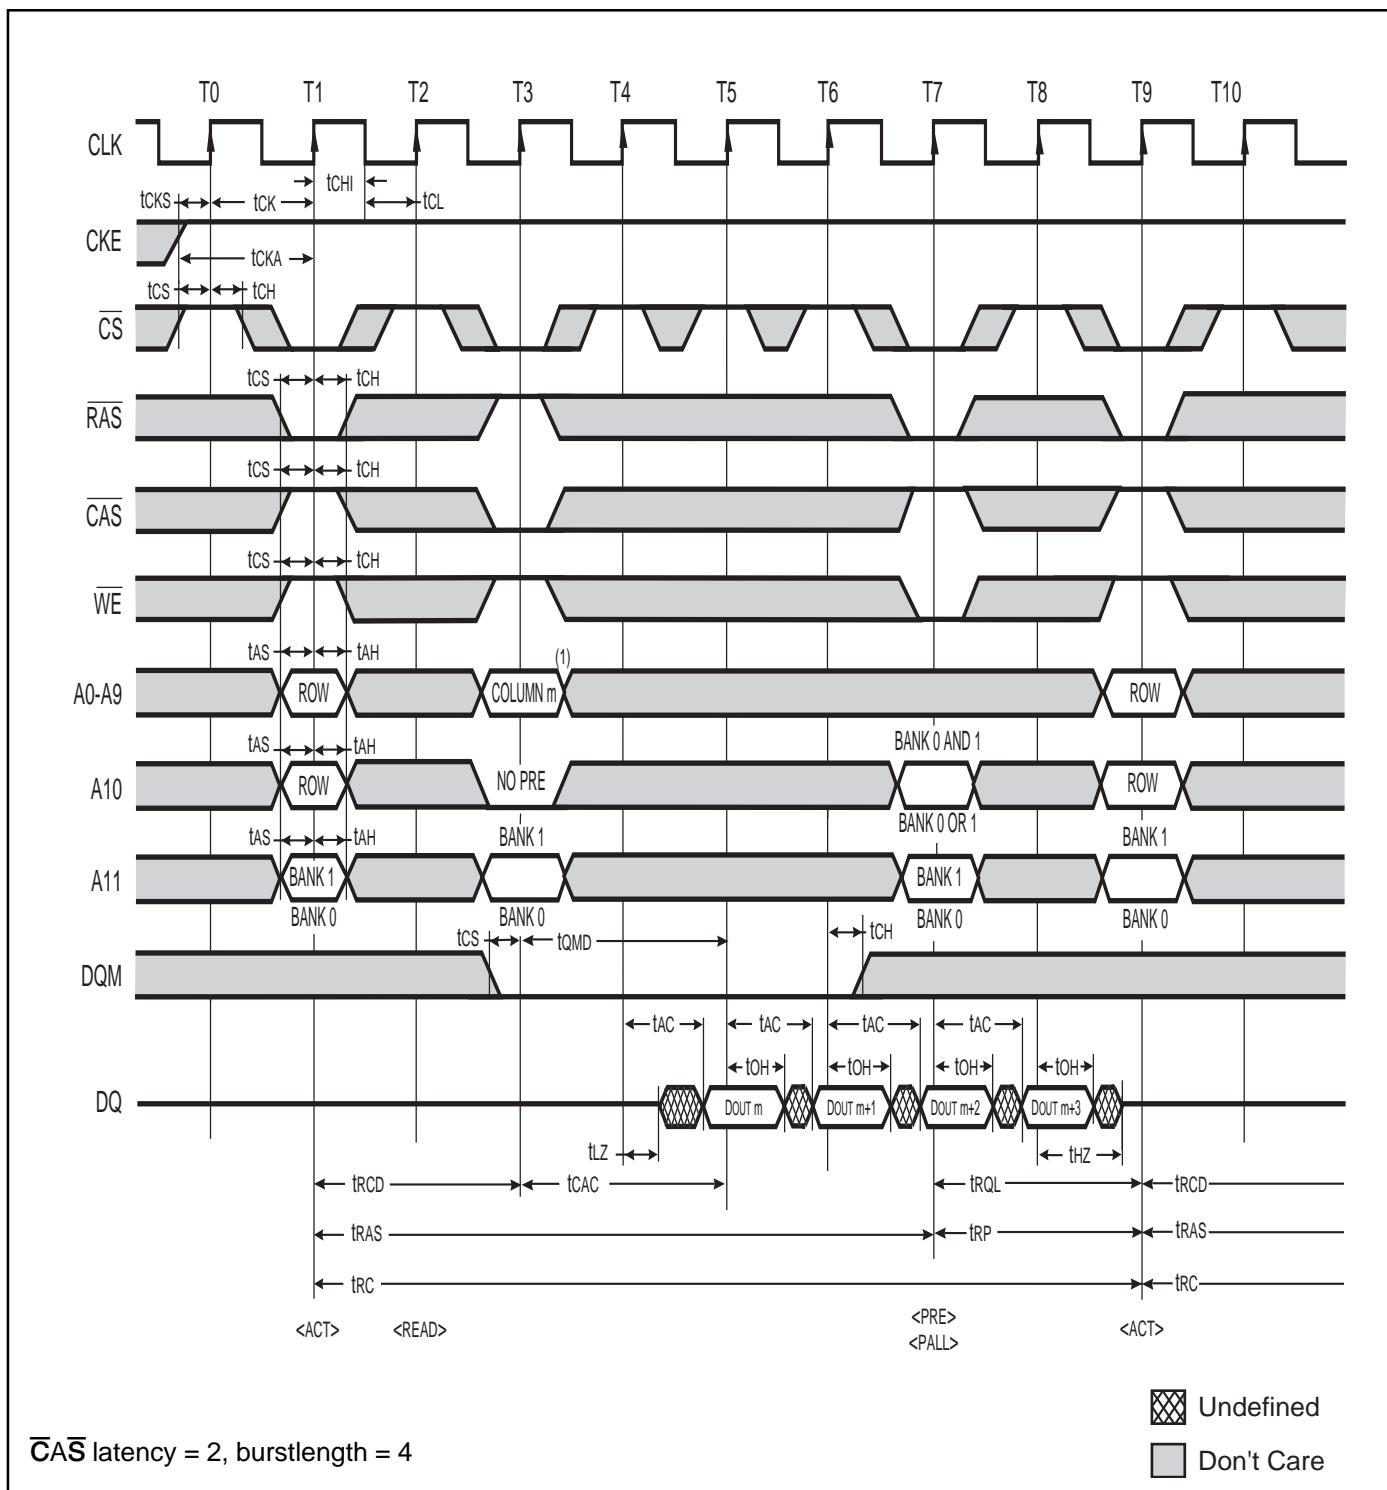 T0 T1 T2 T3 T4 T5 T6 T7 T8 T9 T10
CLK
tCHI
tCKS tCK tCL
CKE
tCKA
tCS tCH
CS
tCS tCH
RAS
tCS tCH
CAS
tCS tCH
WE
tAS tAH (1)
A0-A9 ROW COLUMN m ROW
tAS tAH BANK 0 AND 1
A10 ROW NO PRE ROW
BANK 0 OR 1
tAS tAH BANK 1 BANK 1
A11 BANK 1 BANK 1
BANK 0 BANK 0 BANK 0 BANK 0
tCS tQMD tCH
DQM
tAC tAC tAC tAC
tOH tOH tOH tOH
DQ DOUT m DOUT m+1 DOUT m+2 DOUT m+3
tLZ tHZ
tRCD tCAC tRQL tRCD
tRAS tRP tRAS
tRC tRC
<ACT> <READ> <PRE> <ACT>
<PALL>
Undefined
CAS latency = 2, burstlength = 4
Don't Care